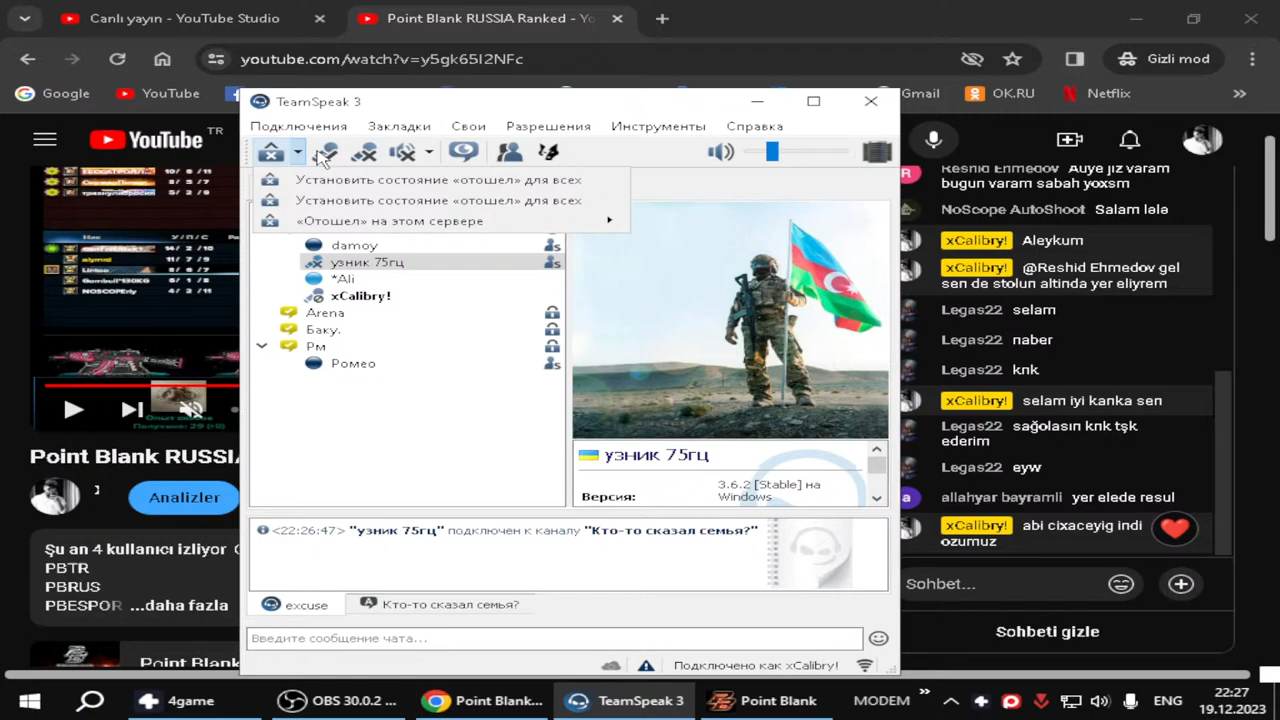 Canlı yayın - YouTube Studio
Point Blank RUSSIA Ranked - Yo
youtube.com/watch?v=y5gk65I2NFc
Gizli mod
Google
YouTube
Gmail
OK.RU
Netflix
TeamSpeak 3
Подключения
Закладки
Свои
Разрешения
Инструменты
Справка
YouTube
TR
Установить состояние «отошел» для всех
Установить состояние «отошел» для всех
«Отошел» на этом сервере
damoy
узник 75гц
*Ali
xCalibry!
Arena
Баку.
Рм
Ромео
узник 75гц
Версия:
3.6.2 [Stable] на
Windows
<22:26:47> "узник 75гц" подключен к каналу "Кто-то сказал семья?"
excuse
Кто-то сказал семья?
Введите сообщение чата...
Подключено как xCalibry!
Point Blank RUSSIA
Analizler
Şu an 4 kullanıcı izliyor
PBTR
PBRUS
PBESPOR ...daha fazla
Point Blank
Reshid Ehmedov Auye jiz varam
bugun varam sabah yoxsm
NoScope AutoShoot Salam lələ
xCalibry! Aleykum
xCalibry! @Reshid Ehmedov gel
sen de stolun altinda yer eliyrem
Legas22 selam
Legas22 naber
Legas22 knk
xCalibry! selam iyi kanka sen
Legas22 sağolasın knk tşk
ederim
Legas22 eyw
allahyar bayramli yer elede resul
xCalibry! abi cixaceyig indi
ozumuz
Sohbet...
Sohbeti gizle
4game
OBS 30.0.2 ...
Point Blank...
TeamSpeak 3
Point Blank
MODEM
ENG
22:27
19.12.2023